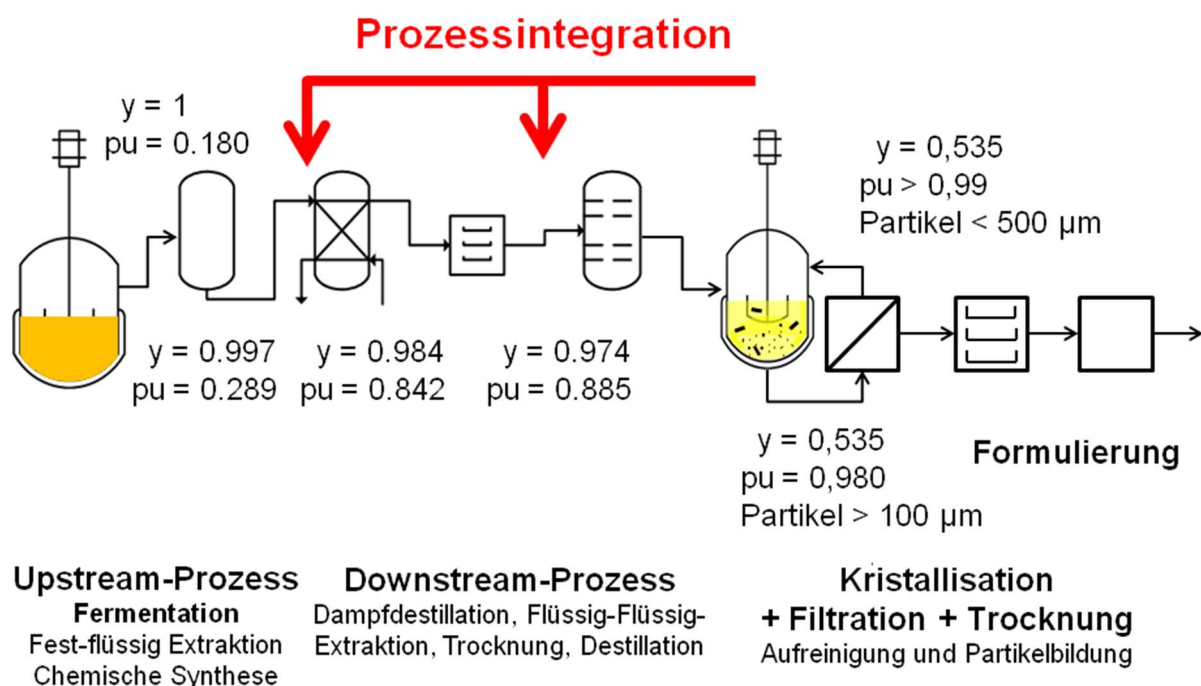 Prozessintegration
y = 1
pu = 0.180
y = 0,535
pu > 0,99
Partikel < 500 µm
y = 0.997
pu = 0.289
y = 0.984
pu = 0.842
y = 0.974
pu = 0.885
y = 0,535
pu = 0,980
Partikel > 100 µm
Formulierung
Upstream-Prozess
Fermentation
Fest-flüssig Extraktion
Chemische Synthese
Downstream-Prozess
Dampfdestillation, Flüssig-Flüssig-
Extraktion, Trocknung, Destillation
Kristallisation
+ Filtration + Trocknung
Aufreinigung und Partikelbildung